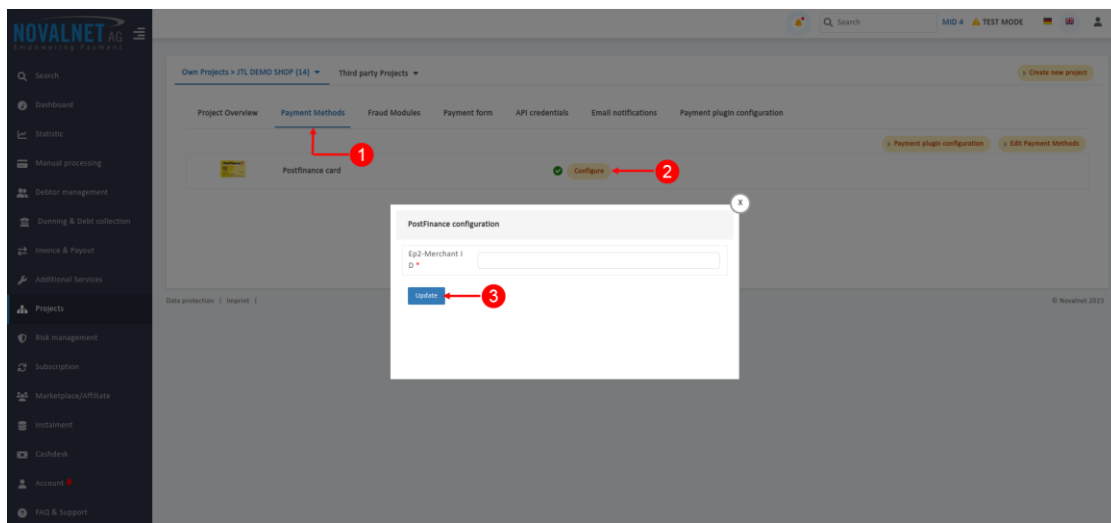 NOVALNET AG
Empowering Payment
Search
MID 4
TEST MODE
Search
Dashboard
Statistic
Manual processing
Debtor management
Dunning & Debt collection
Invoice & Payout
Additional Services
Projects
Risk management
Subscription
Marketplace/Affiliate
Instalment
Cashdesk
Account
FAQ & Support
Own Projects > JTL DEMO SHOP (14)
Third party Projects
> Create new project
Project Overview
Payment Methods
Fraud Modules
Payment form
API credentials
Email notifications
Payment plugin configuration
1
> Payment plugin configuration
> Edit Payment Methods
Postfinance card
Configure
2
X
PostFinance configuration
Ep2-Merchant I
D *
Update
3
Data protection | Imprint |
© Novalnet 2023